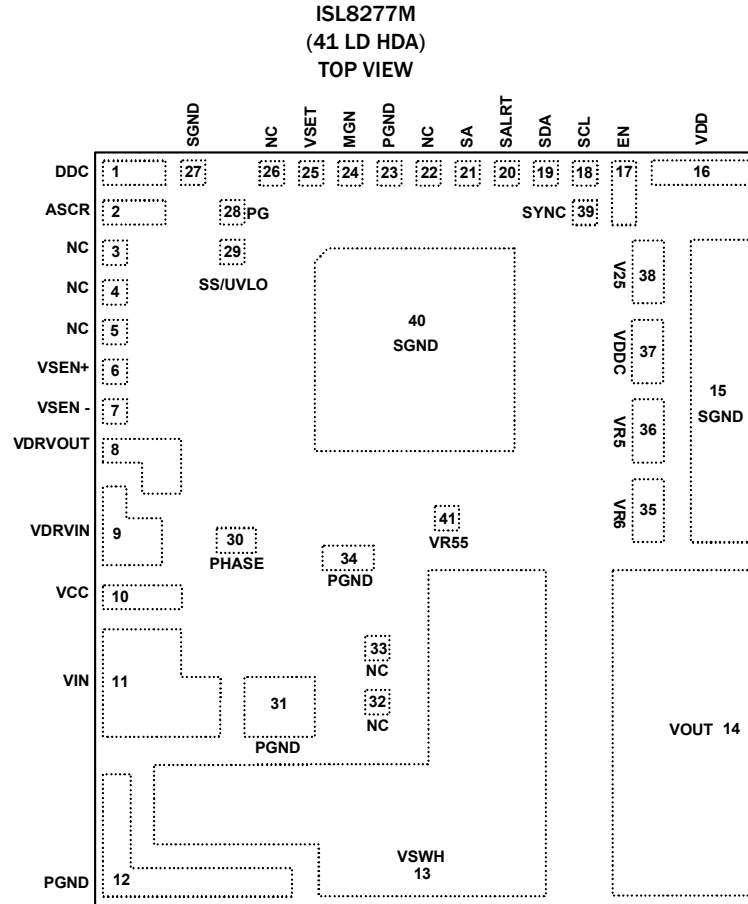 ISL8277M
(41 LD HDA)
TOP VIEW
SGND
NC
VSET
MGN
PGND
NC
SA
SALRT
SDA
SCL
EN
VDD
DDC
1
27
26
25
24
23
22
21
20
19
18
17
16
ASCR
2
28 PG
SYNC
39
NC
3
29
SS/UVLO
V25
38
NC
4
40
SGND
NC
5
VDDC
37
VSEN+
6
15
SGND
VSEN -
7
VR5
36
VDRVOUT
8
VR6
35
VDRVIN
9
30
PHASE
34
PGND
41
VR55
VCC
10
33
NC
VIN
11
31
PGND
32
NC
VOUT 14
VSWH
13
PGND
12